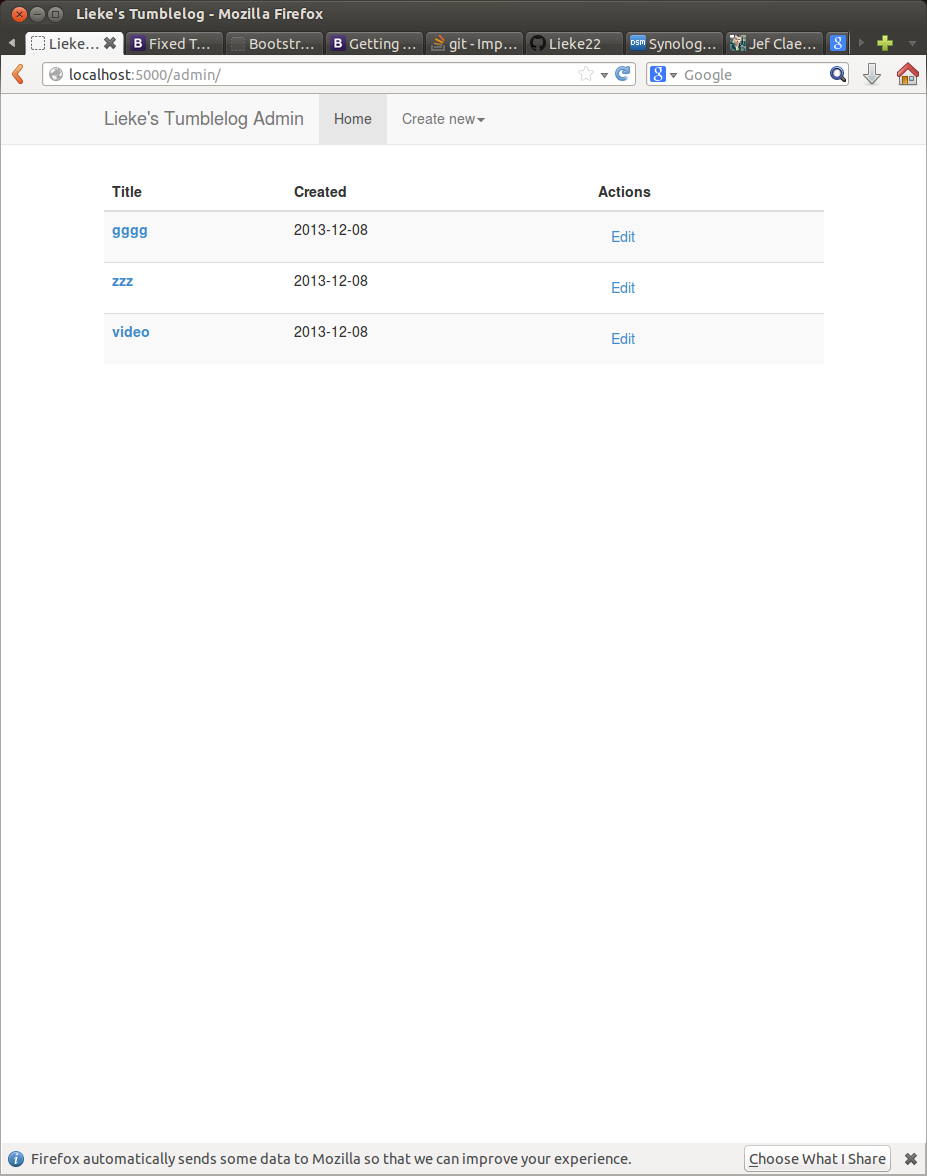 Lieke's Tumblelog - Mozilla Firefox
Lieke... B Fixed T... Bootstr... B Getting ... git - Imp... Lieke22 DSM Synolog... Jef Clae... 8
localhost:5000/admin/ 8 Google
Lieke's Tumblelog Admin Home Create new
Title Created Actions
gggg 2013-12-08 Edit
zzz 2013-12-08 Edit
video 2013-12-08 Edit
Firefox automatically sends some data to Mozilla so that we can improve your experience. Choose What I Share